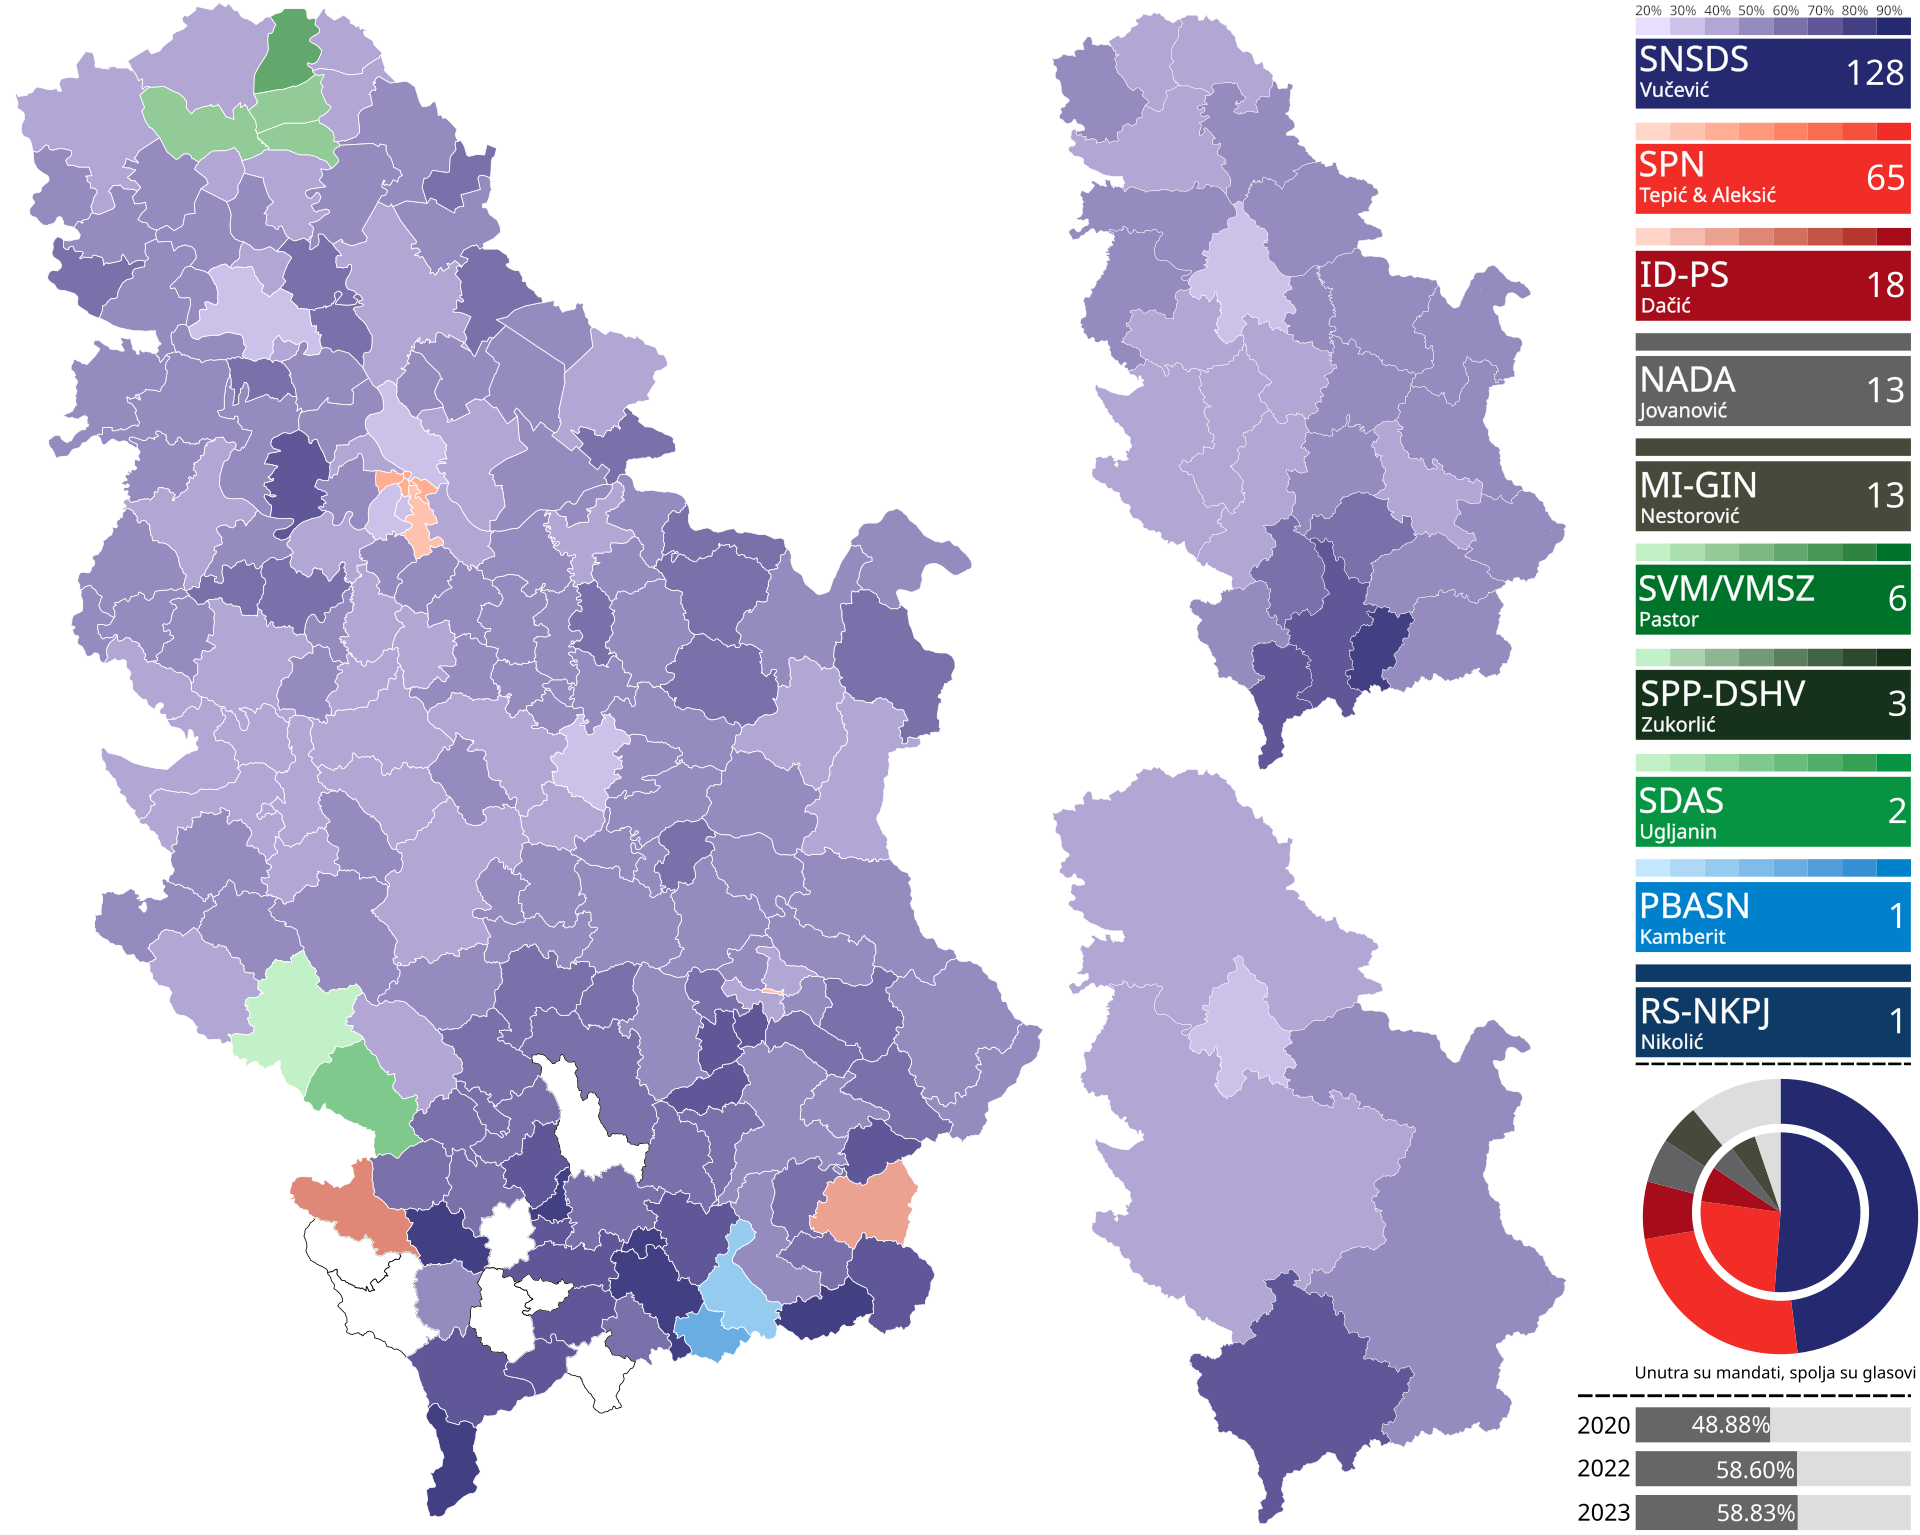 20% 30% 40% 50% 60% 70% 80% 90%
SNSDS 128
Vučević
SPN 65
Tepić & Aleksić
ID-PS 18
Dačić
NADA 13
Jovanović
MI-GIN 13
Nestorović
SVM/VMSZ 6
Pastor
SPP-DSHV 3
Zukorlić
SDAS 2
Ugljanin
PBASN 1
Kamberit
RS-NKPJ 1
Nikolić
Unutra su mandati, spolja su glasovi
2020 48.88%
2022 58.60%
2023 58.83%